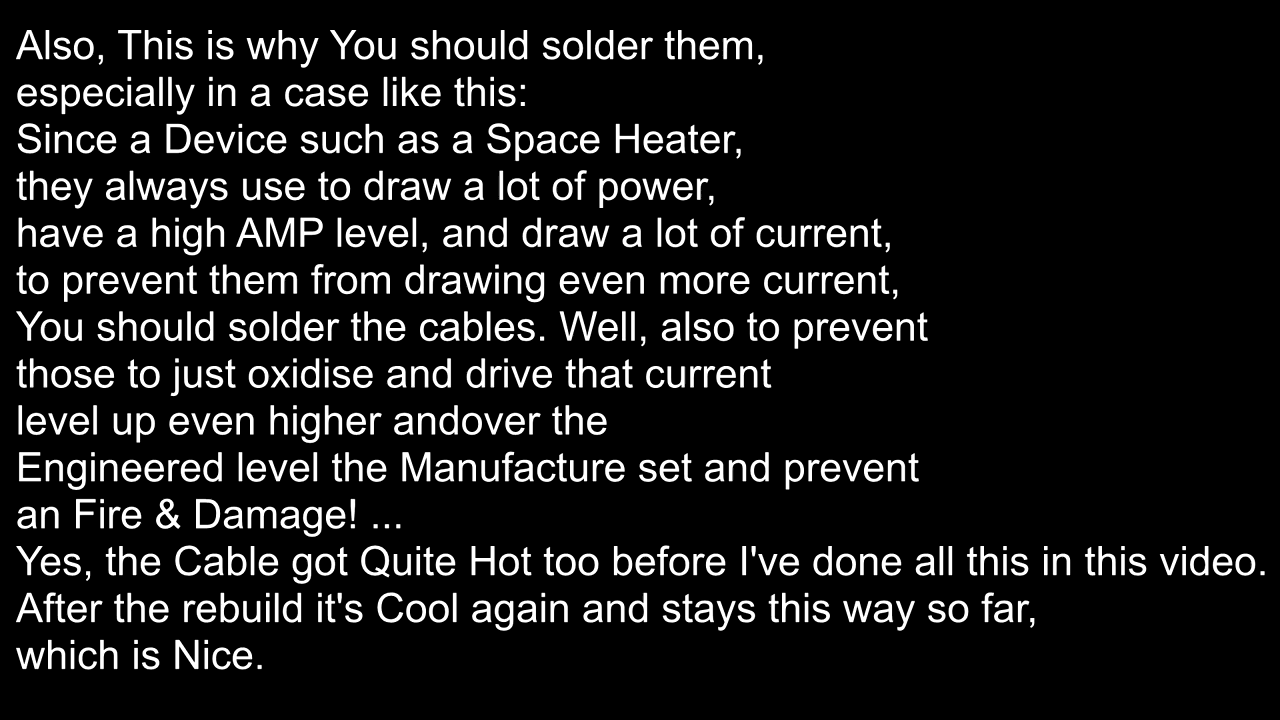 Also, This is why You should solder them,
especially in a case like this:
Since a Device such as a Space Heater,
they always use to draw a lot of power,
have a high AMP level, and draw a lot of current,
to prevent them from drawing even more current,
You should solder the cables. Well, also to prevent
those to just oxidise and drive that current
level up even higher andover the
Engineered level the Manufacture set and prevent
an Fire & Damage! ...
Yes, the Cable got Quite Hot too before I've done all this in this video.
After the rebuild it's Cool again and stays this way so far,
which is Nice.